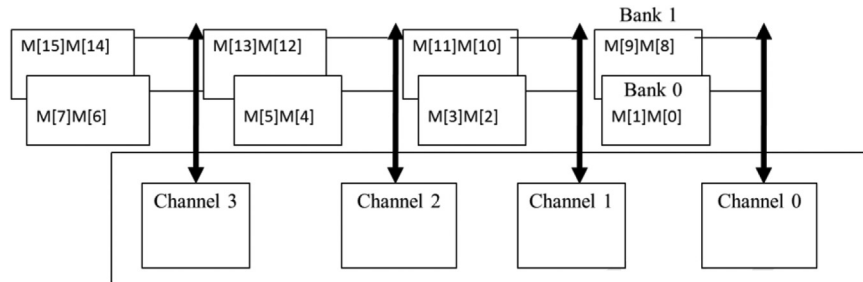 Bank 1
M[15]M[14] M[13]M[12] M[11]M[10] M[9]M[8]
Bank 0
M[7]M[6] M[5]M[4] M[3]M[2] M[1]M[0]
Channel 3 Channel 2 Channel 1 Channel 0